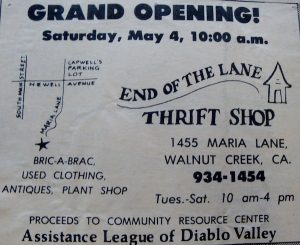 GRAND OPENING!
Saturday, May 4, 10:00 a.m.
SOUTH MAIN STREET
CAPWELL'S
PARKING
LOT
NEWELL AVENUE
MARIA LANE
END OF THE LANE
THRIFT SHOP
1455 MARIA LANE,
WALNUT CREEK, CA.
934-1454
BRIC-A-BRAC,
USED CLOTHING,
ANTIQUES, PLANT SHOP
Tues.-Sat. 10 am-4 pm
PROCEEDS TO COMMUNITY RESOURCE CENTER
Assistance League of Diablo Valley